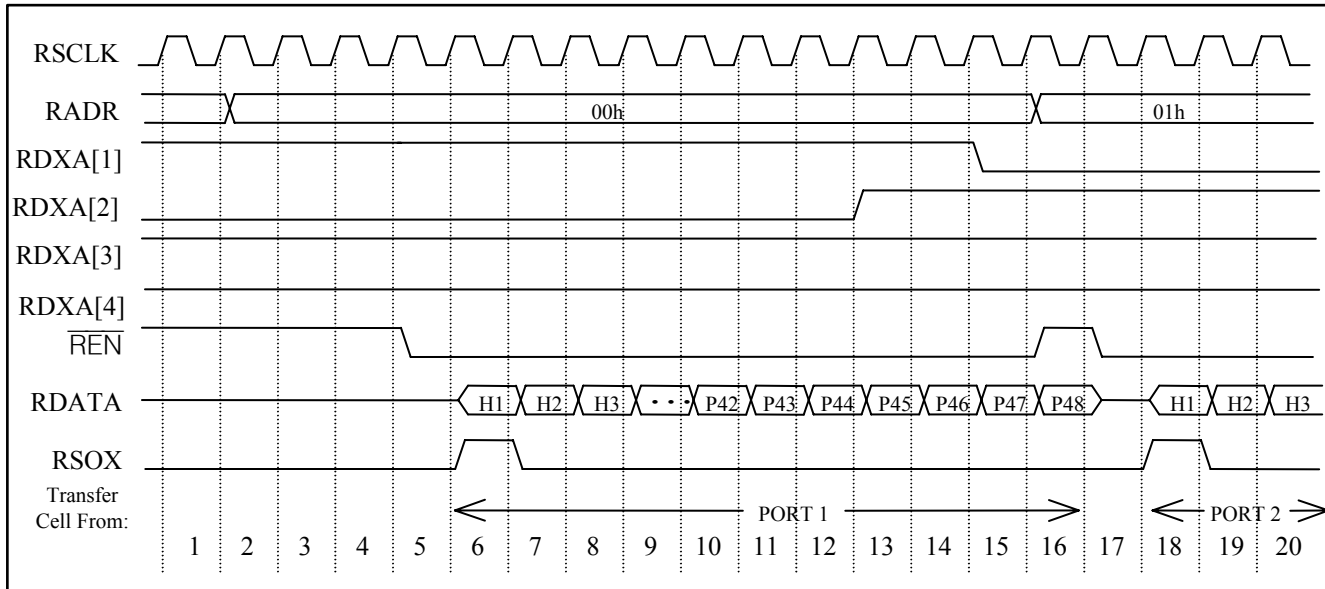 RSCLK
RADR 00h 01h
RDXA[1]
RDXA[2]
RDXA[3]
RDXA[4]
REN
RDATA H1 H2 H3 • • • P42 P43 P44 P45 P46 P47 P48 H1 H2 H3
RSOX
Transfer
Cell From: PORT 1 PORT 2
1 2 3 4 5 6 7 8 9 10 11 12 13 14 15 16 17 18 19 20